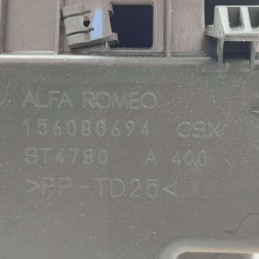 ALFA ROMEO
156080694 CSX
ST4780 A 400
>PP-TD25<